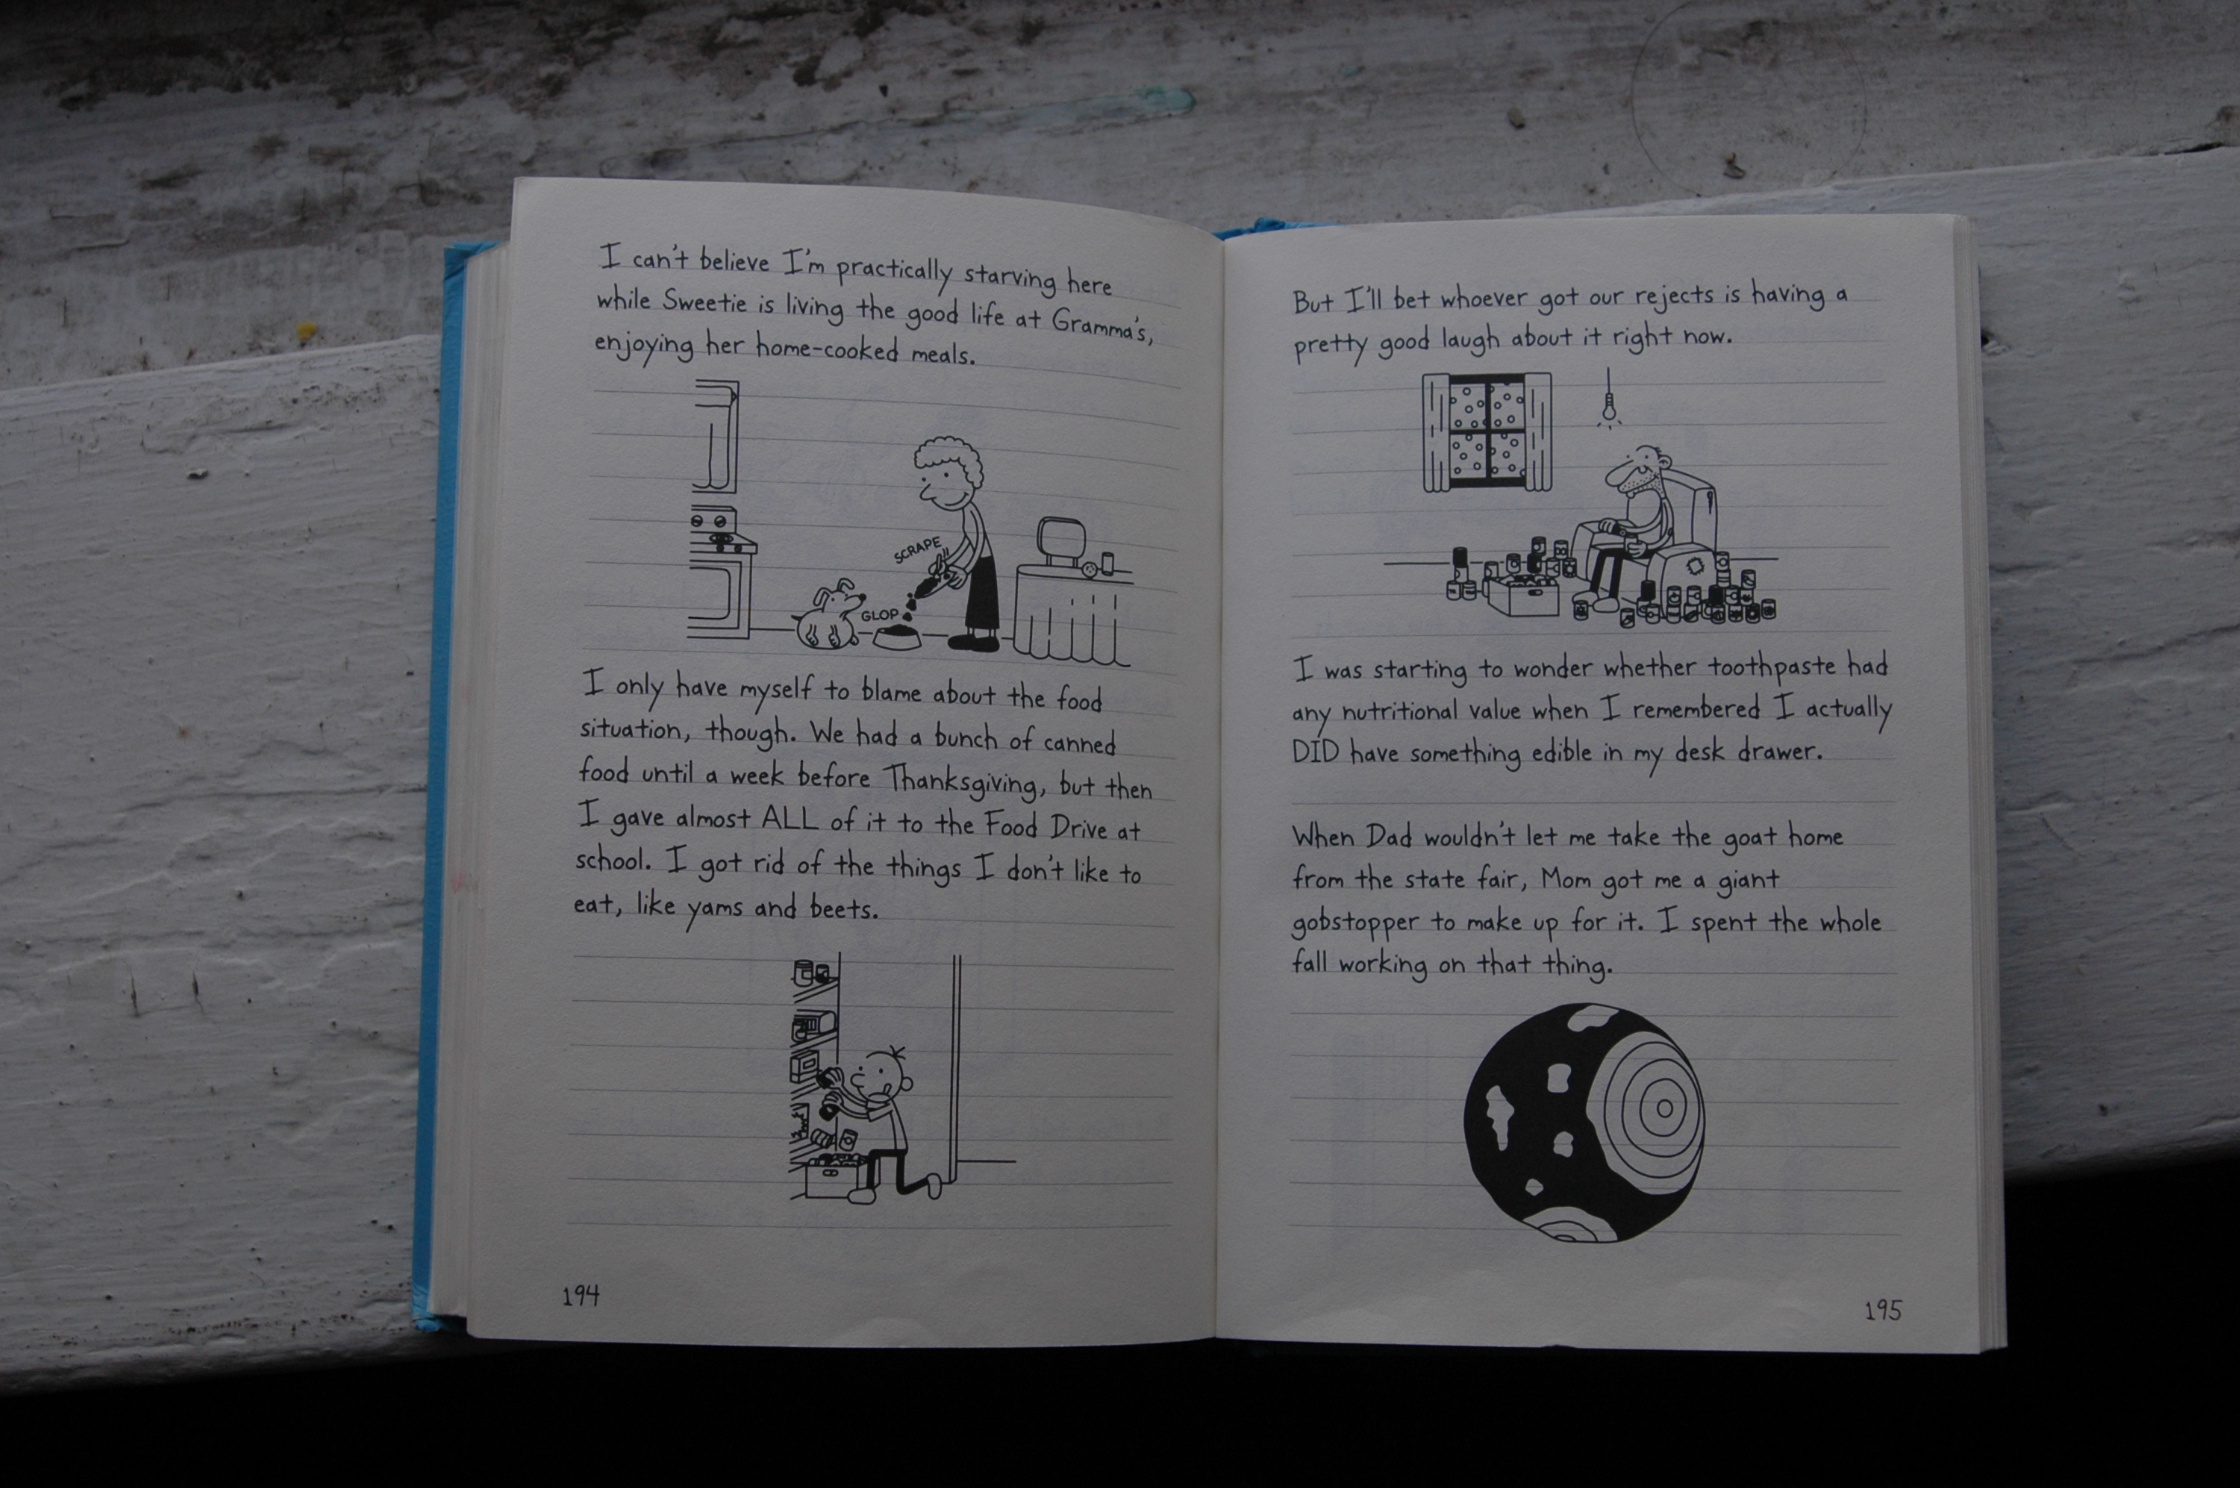 I can't believe I'm practically starving here
while Sweetie is living the good life at Gramma's,
enjoying her home-cooked meals.
SCRAPE
GLOP
I only have myself to blame about the food
situation, though. We had a bunch of canned
food until a week before Thanksgiving, but then
I gave almost ALL of it to the Food Drive at
school. I got rid of the things I don't like to
eat, like yams and beets.
194
But I'll bet whoever got our rejects is having a
pretty good laugh about it right now.
I was starting to wonder whether toothpaste had
any nutritional value when I remembered I actually
DID have something edible in my desk drawer.
When Dad wouldn't let me take the goat home
from the state fair, Mom got me a giant
gobstopper to make up for it. I spent the whole
fall working on that thing.
195